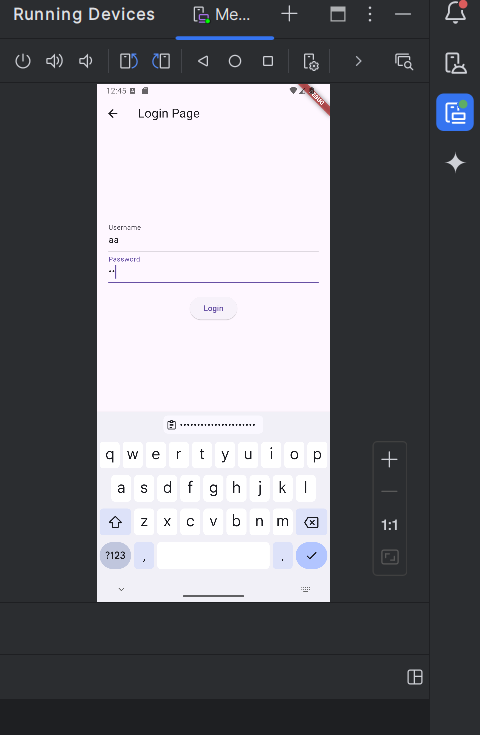 Running Devices Me...
12:45
Login Page
Username
aa
Password
••
Login
••••••••••••••••••••••
q w e r t y u i o p
a s d f g h j k l
z x c v b n m
?123 , .
1:1